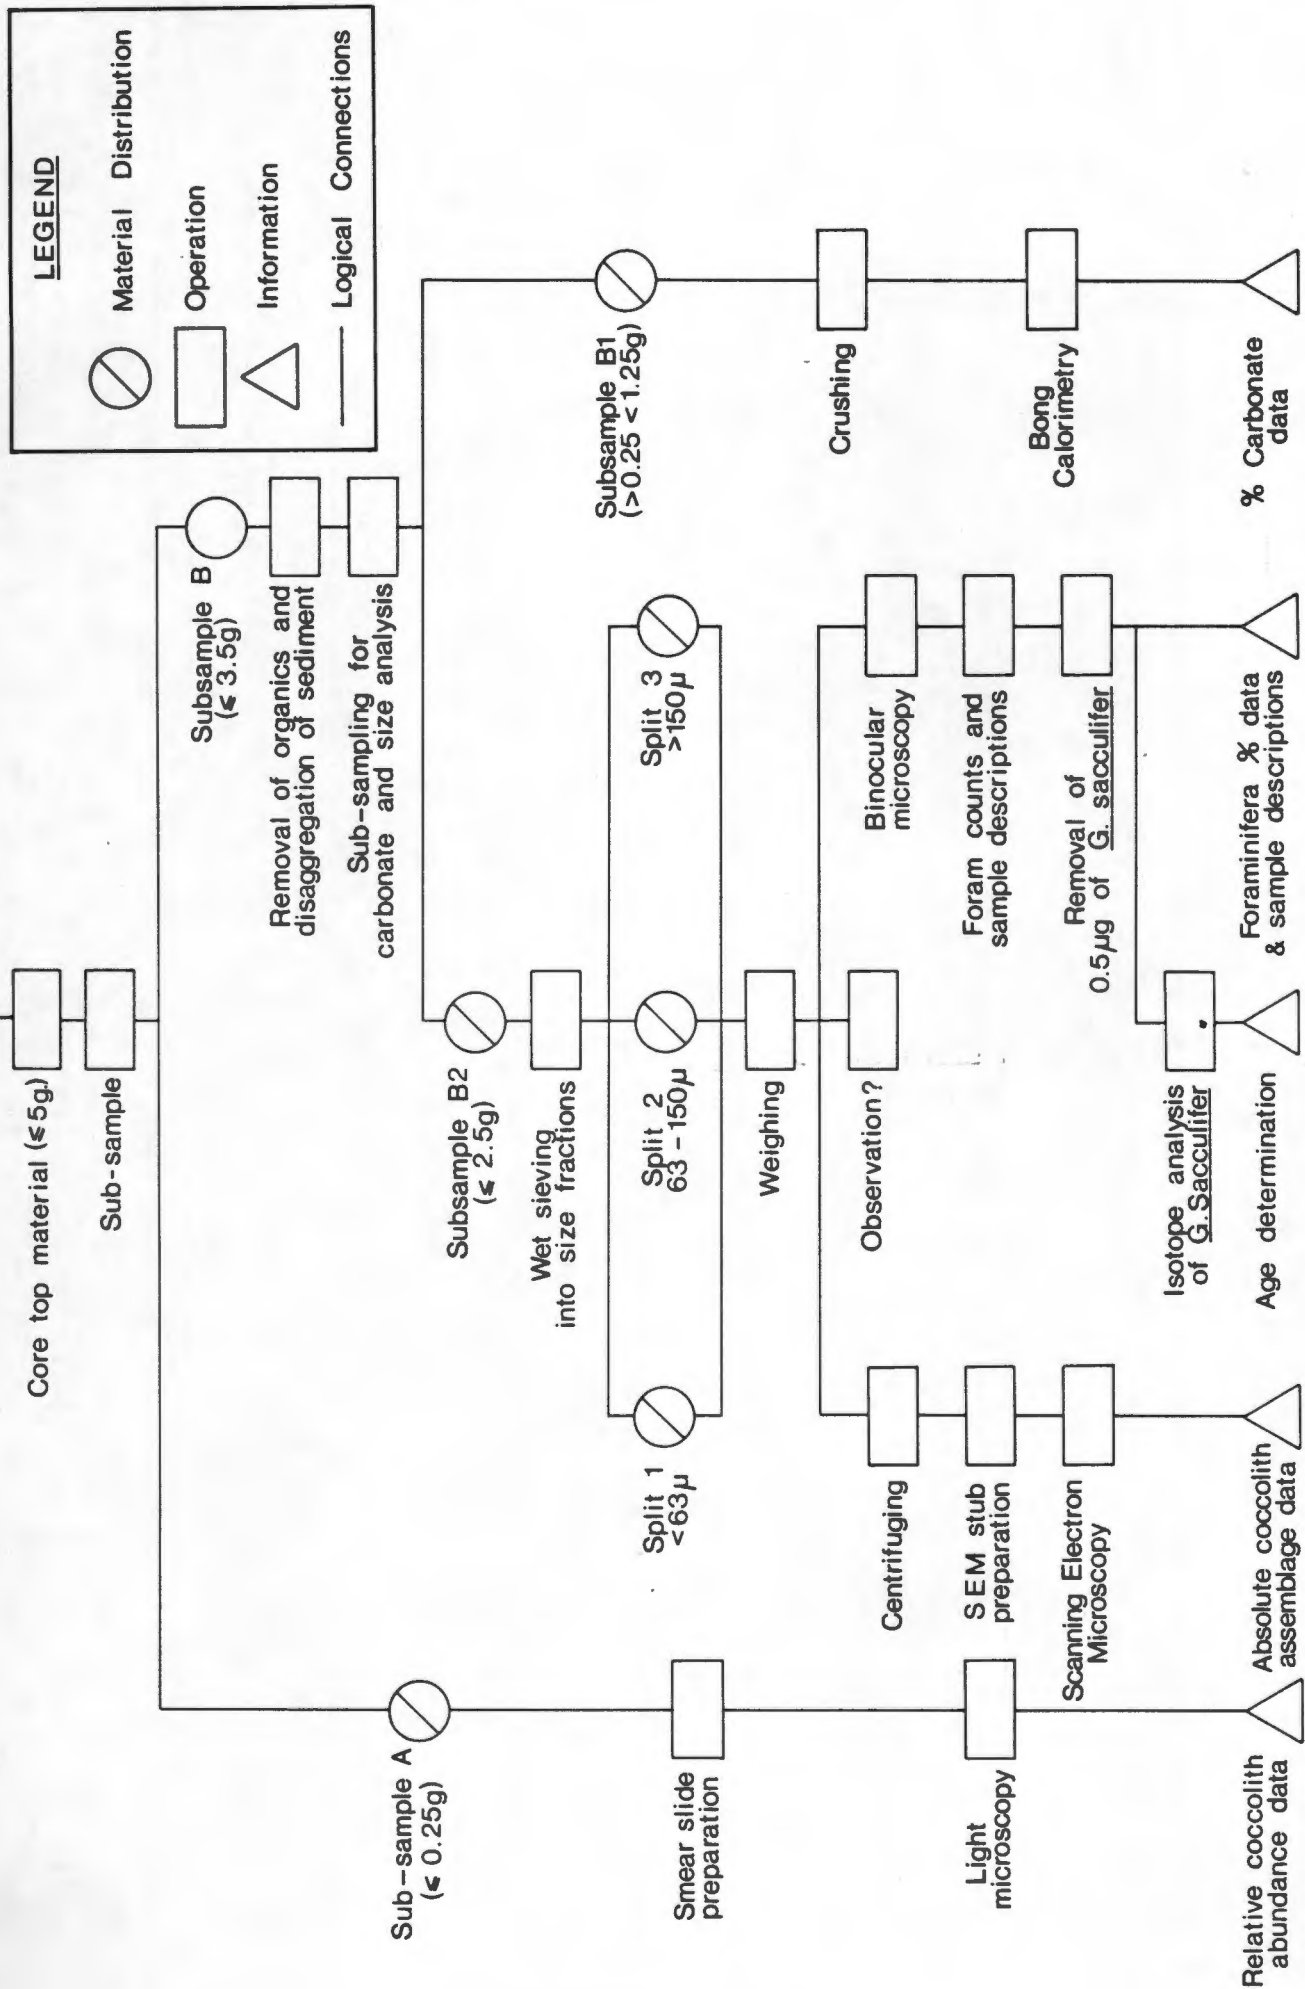 LEGEND
Material Distribution
Operation
Information
Logical Connections
Core top material (≤5g.)
Sub-sample
Sub-sample A
(≤ 0.25g)
Smear slide
preparation
Light
microscopy
Relative coccolith
abundance data
Subsample B
(≤ 3.5g)
Removal of organics and
disaggregation of sediment
Sub-sampling for
carbonate and size analysis
Subsample B2
(≤ 2.5g)
Wet sieving
into size fractions
Split 1
<63μ
Split 2
63-150μ
Split 3
>150μ
Weighing
Centrifuging
SEM stub
preparation
Scanning Electron
Microscopy
Absolute coccolith
assemblage data
Observation?
Binocular
microscopy
Foram counts and
sample descriptions
Removal of
0.5μg of G. sacculifer
Isotope analysis
of G. Sacculifer
Age determination
Foraminifera % data
& sample descriptions
Subsample B1
(>0.25 <1.25g)
Crushing
Bong
Calorimetry
% Carbonate
data